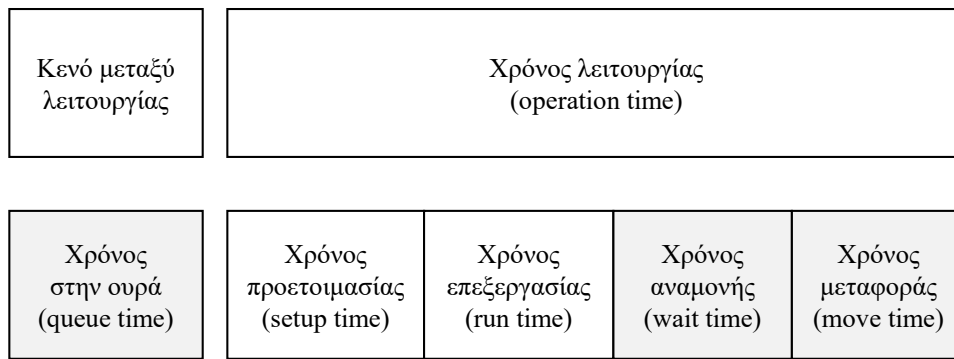 Κενό μεταξύ
λειτουργίας
Χρόνος λειτουργίας
(operation time)
Χρόνος
στην ουρά
(queue time)
Χρόνος
προετοιμασίας
(setup time)
Χρόνος
επεξεργασίας
(run time)
Χρόνος
αναμονής
(wait time)
Χρόνος
μεταφοράς
(move time)